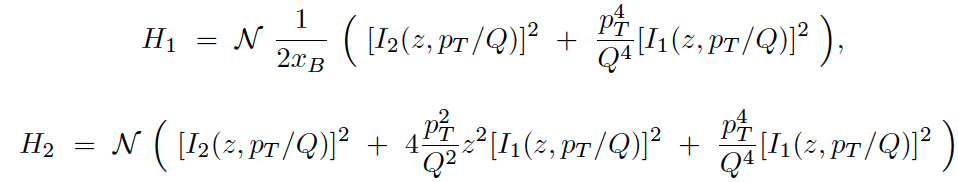 H_1 = \mathcal{N} \frac{1}{2x_B} \left( [I_2(z, p_T/Q)]^2 + \frac{p_T^4}{Q^4} [I_1(z, p_T/Q)]^2 \right),
H_2 = \mathcal{N} \left( [I_2(z, p_T/Q)]^2 + 4 \frac{p_T^2}{Q^2} z^2 [I_1(z, p_T/Q)]^2 + \frac{p_T^4}{Q^4} [I_1(z, p_T/Q)]^2 \right)